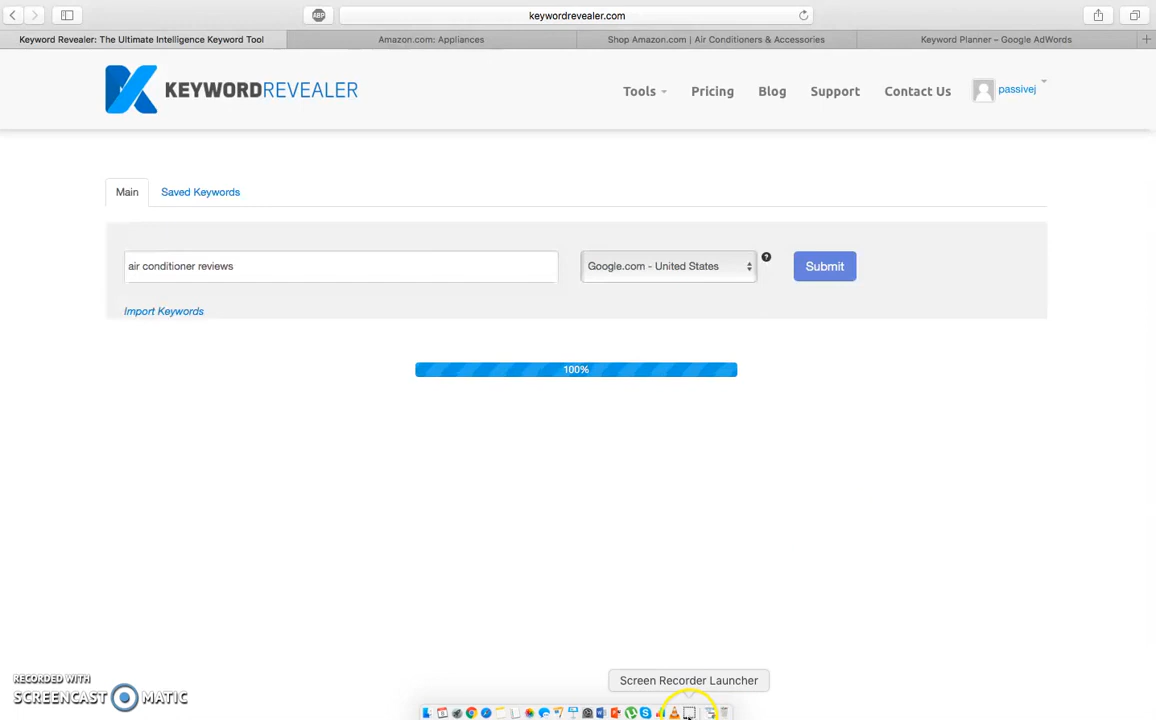 ABP
keywordrevealer.com
Keyword Revealer: The Ultimate Intelligence Keyword Tool
Amazon.com: Appliances
Shop Amazon.com | Air Conditioners & Accessories
Keyword Planner – Google AdWords
KEYWORDREVEALER
Tools
Pricing
Blog
Support
Contact Us
passivej
Main
Saved Keywords
air conditioner reviews
Google.com - United States
?
Submit
Import Keywords
100%
Screen Recorder Launcher
RECORDED WITH
SCREENCAST MATIC